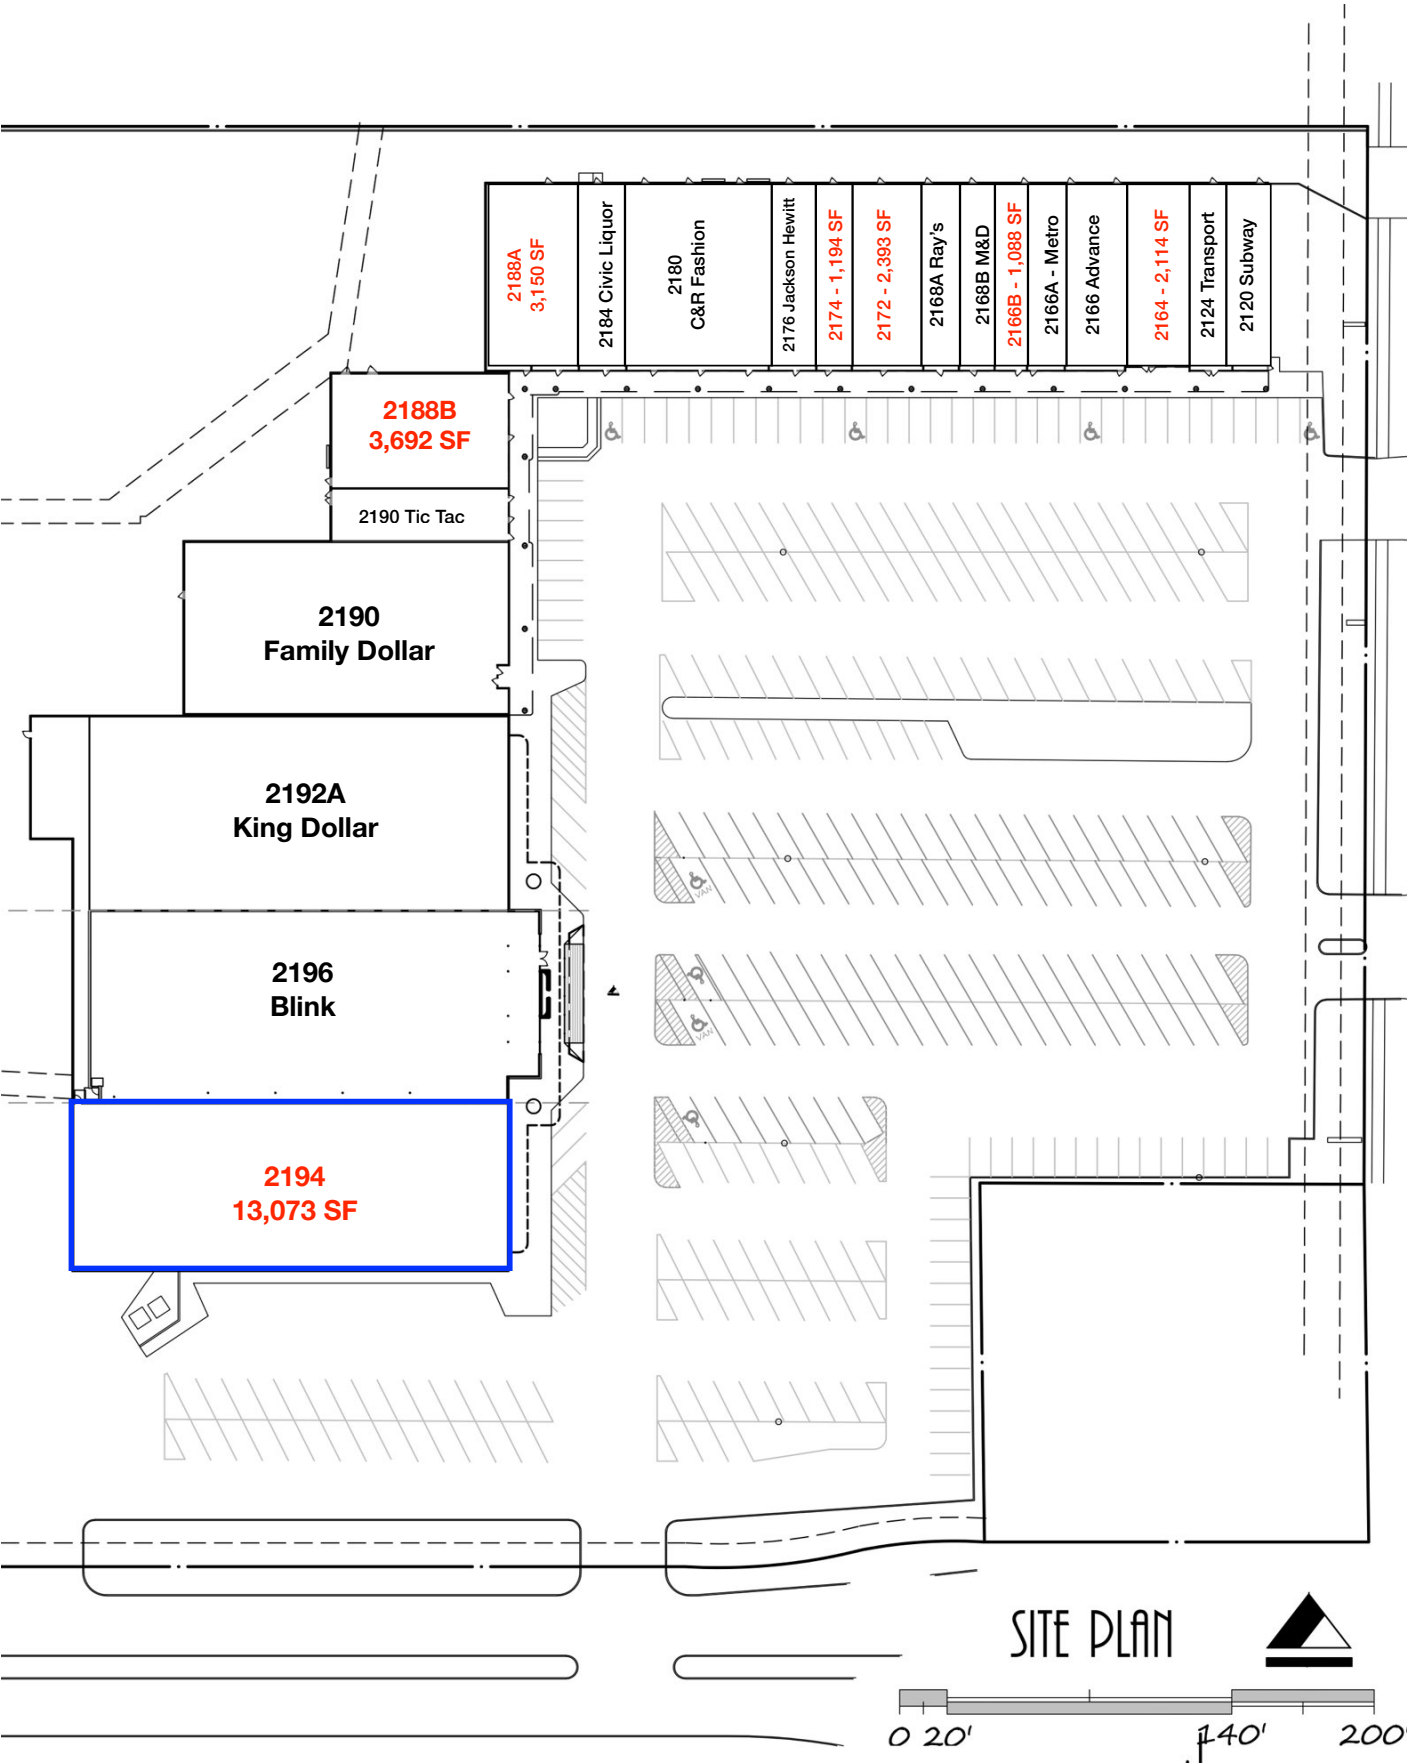 2188A
3,150 SF
2184 Civic Liquor
2180
C&R Fashion
2176 Jackson Hewitt
2174 - 1,194 SF
2172 - 2,393 SF
2168A Ray's
2168B M&D
2166B - 1,088 SF
2166A - Metro
2166 Advance
2164 - 2,114 SF
2124 Transport
2120 Subway
2188B
3,692 SF
2190 Tic Tac
2190
Family Dollar
2192A
King Dollar
VAN
2196
Blink
VAN
2194
13,073 SF
SITE PLAN
0 20' 140' 200'